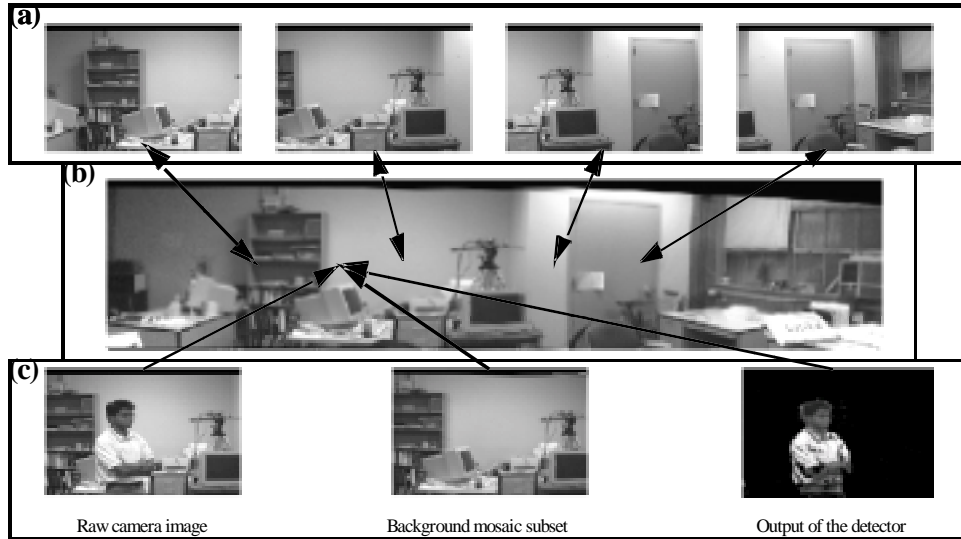 (a)
(b)
(c)
Raw camera image
Background mosaic subset
Output of the detector